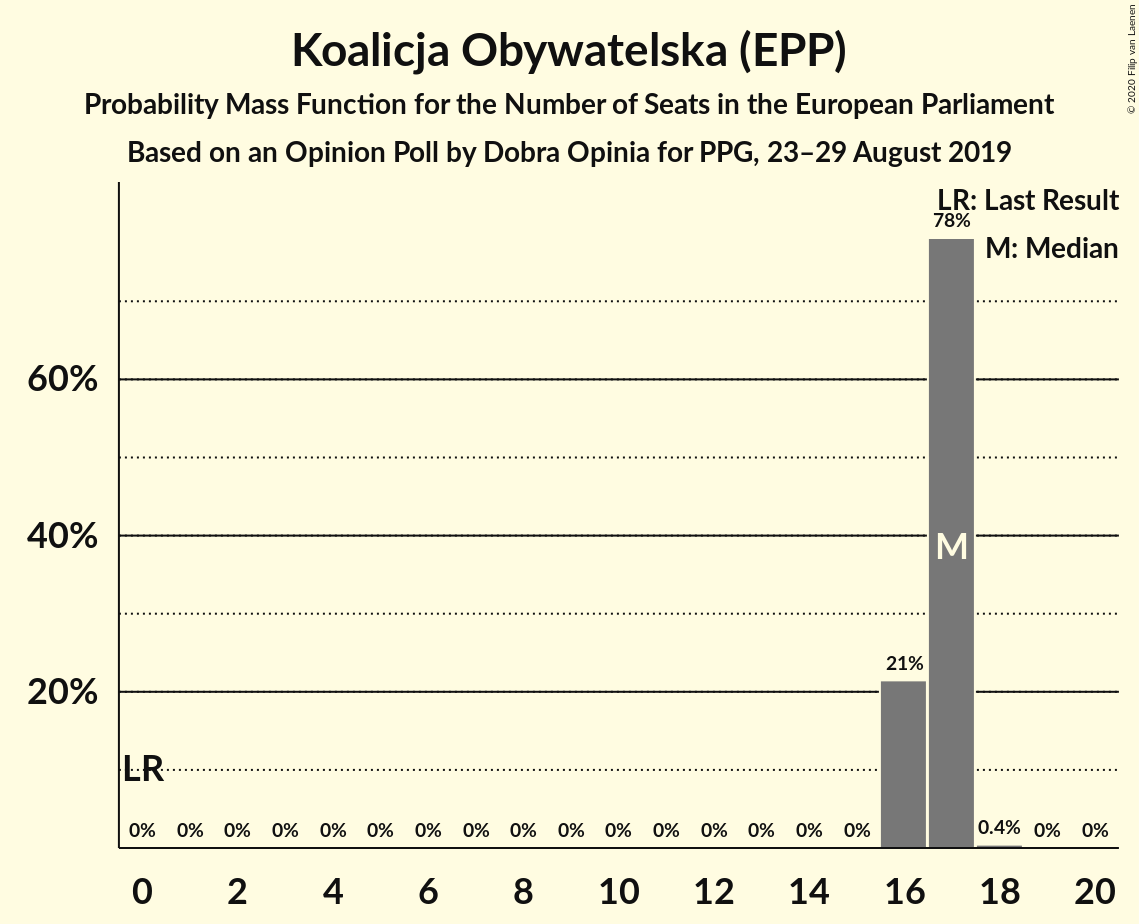 Koalicja Obywatelska (EPP)
Probability Mass Function for the Number of Seats in the European Parliament
Based on an Opinion Poll by Dobra Opinia for PPG, 23–29 August 2019
© 2020 Filip van Laenen
LR: Last Result
78%
M: Median
60%
40%
M
21%
20%
LR
0% 0% 0% 0% 0% 0% 0% 0% 0% 0% 0% 0% 0% 0% 0% 0% 0.4% 0% 0%
0 2 4 6 8 10 12 14 16 18 20